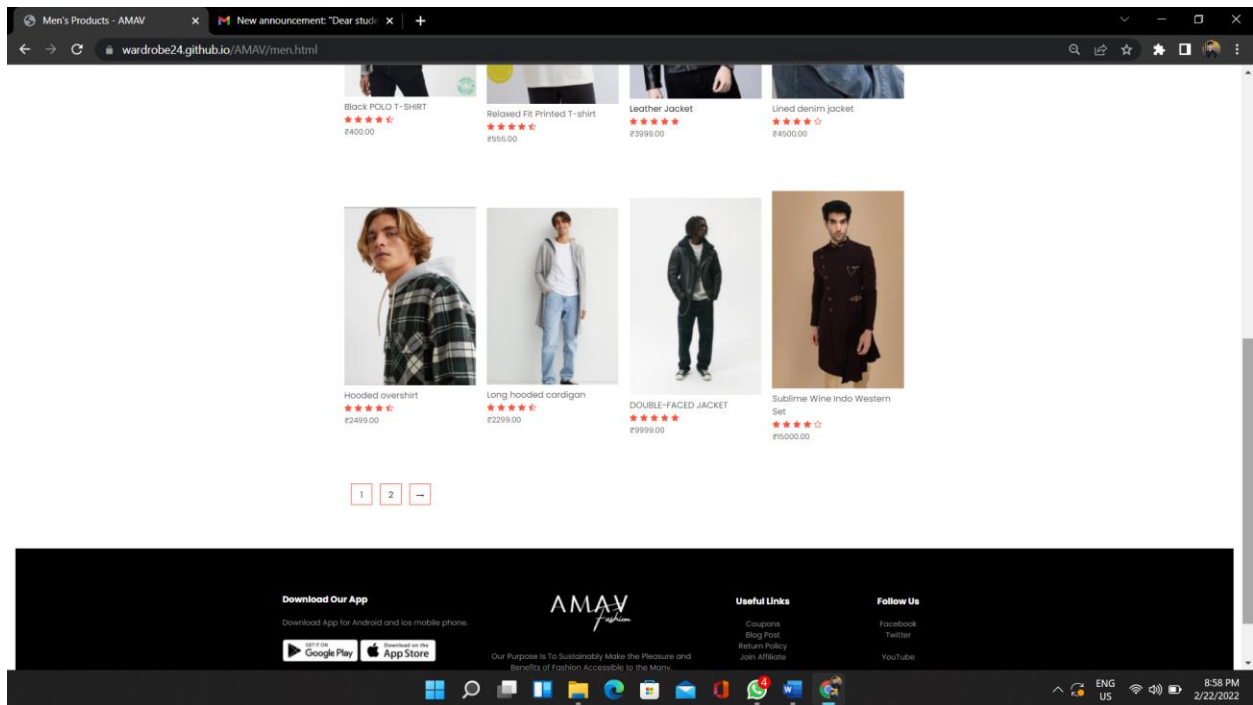 Men's Products - AMAV
New announcement: "Dear stude
wardrobe24.github.io/AMAV/men.html
Black POLO T-SHIRT
₹400.00
Relaxed Fit Printed T-shirt
₹555.00
Leather Jacket
₹3999.00
Lined denim jacket
₹4500.00
Hooded overshirt
₹2499.00
Long hooded cardigan
₹2299.00
DOUBLE-FACED JACKET
₹9999.00
Sublime Wine Indo Western
Set
₹15000.00
1 2 →
Download Our App
Download App for Android and ios mobile phone.
GET IT ON
Google Play
Download on the
App Store
AMAV
Fashion
Our Purpose Is To Sustainably Make the Pleasure and
Benefits of Fashion Accessible to the Many.
Useful Links
Coupons
Blog Post
Return Policy
Join Affiliate
Follow Us
Facebook
Twitter
YouTube
4
ENG
US
8:58 PM
2/22/2022